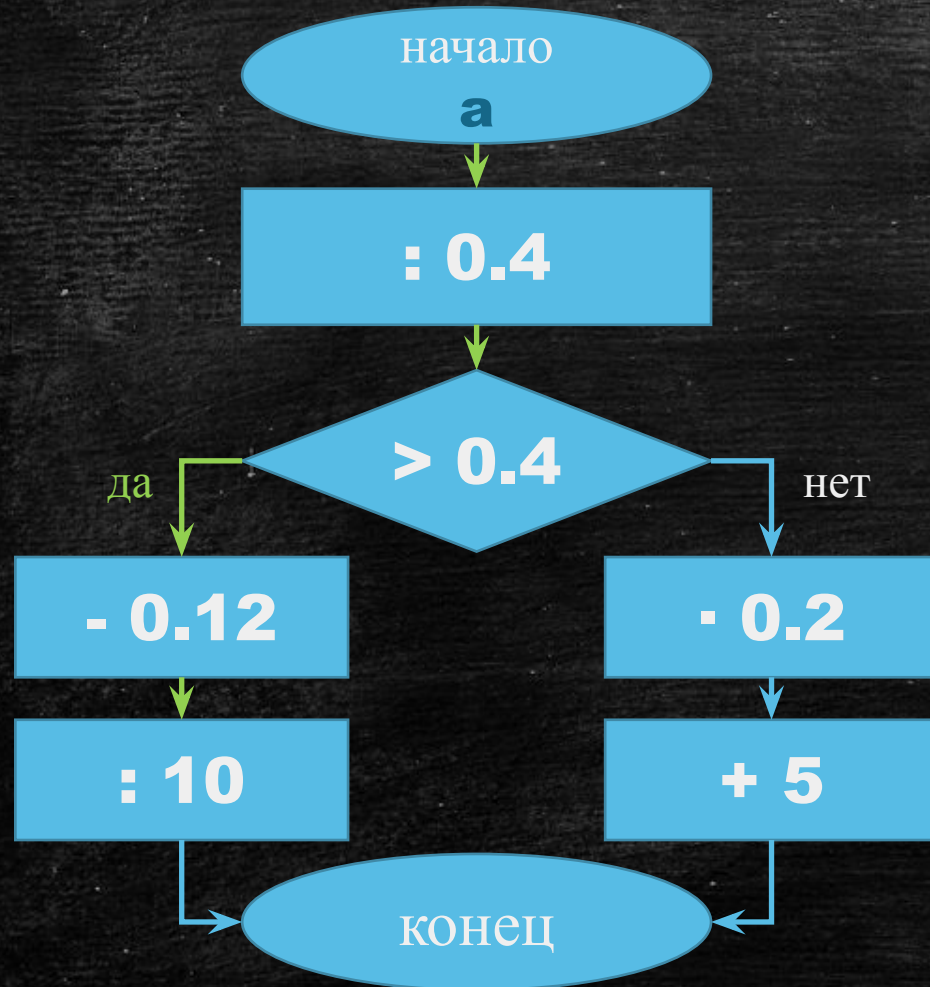 начало
a
: 0.4
> 0.4
да
нет
- 0.12
· 0.2
: 10
+ 5
конец